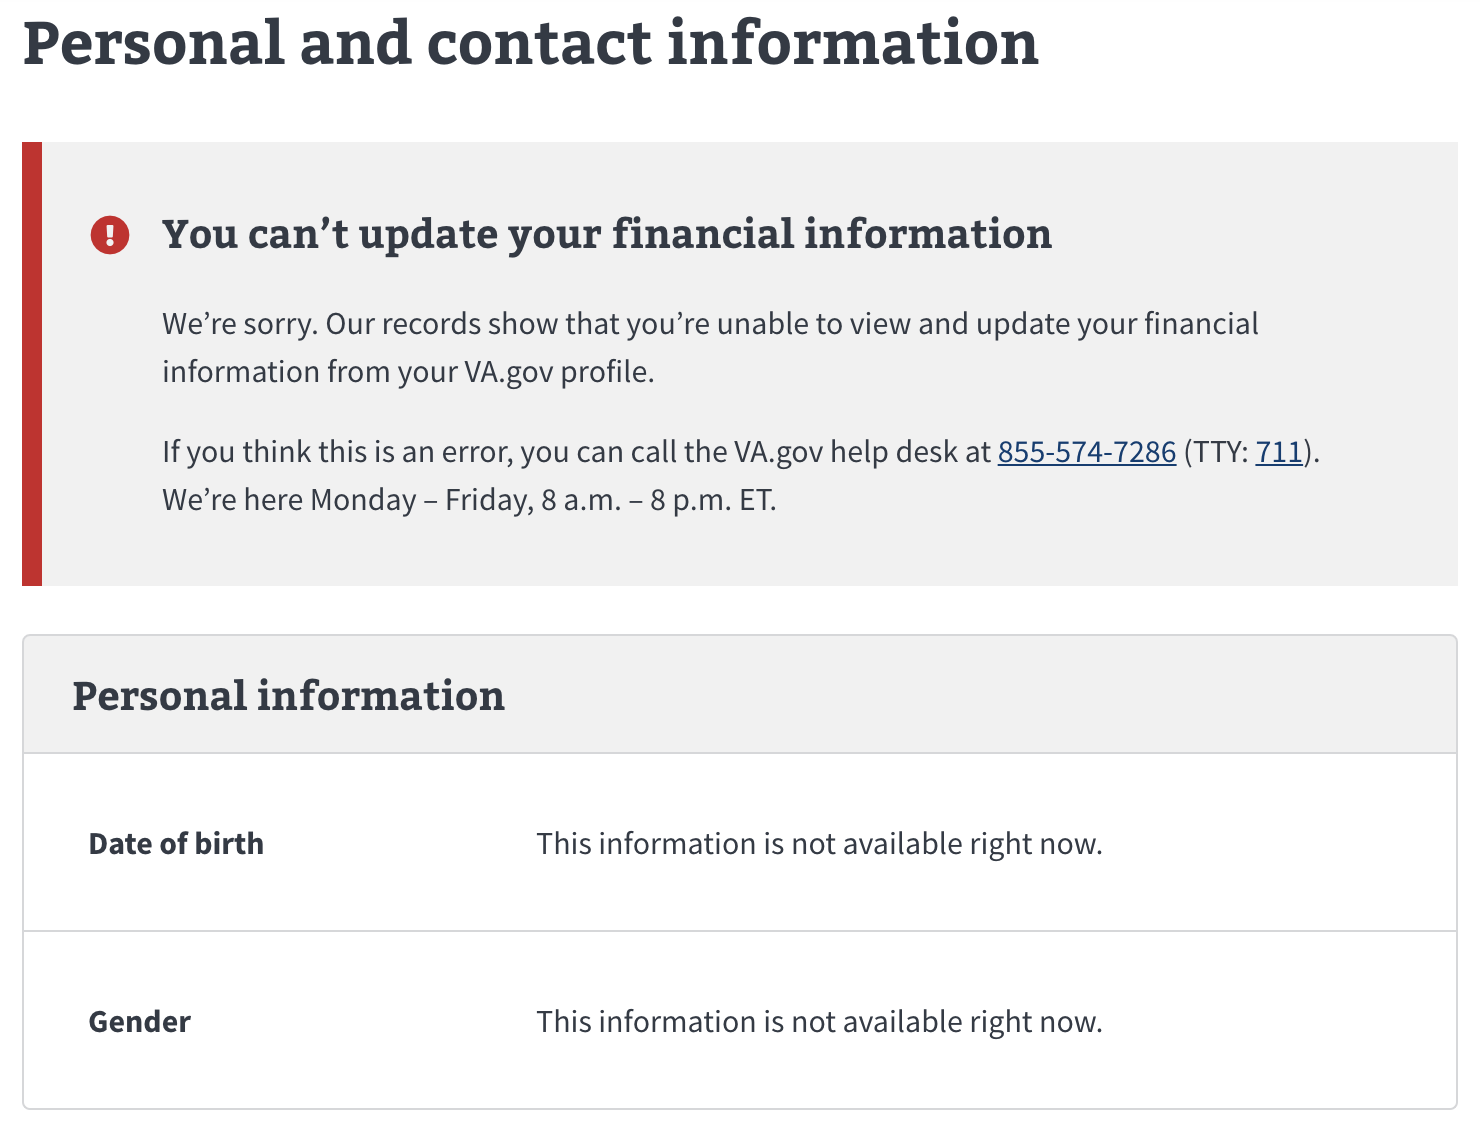 Personal and contact information
You can’t update your financial information
We’re sorry. Our records show that you’re unable to view and update your financial
information from your VA.gov profile.
If you think this is an error, you can call the VA.gov help desk at 855-574-7286 (TTY: 711).
We’re here Monday – Friday, 8 a.m. – 8 p.m. ET.
Personal information
Date of birth This information is not available right now.
Gender This information is not available right now.